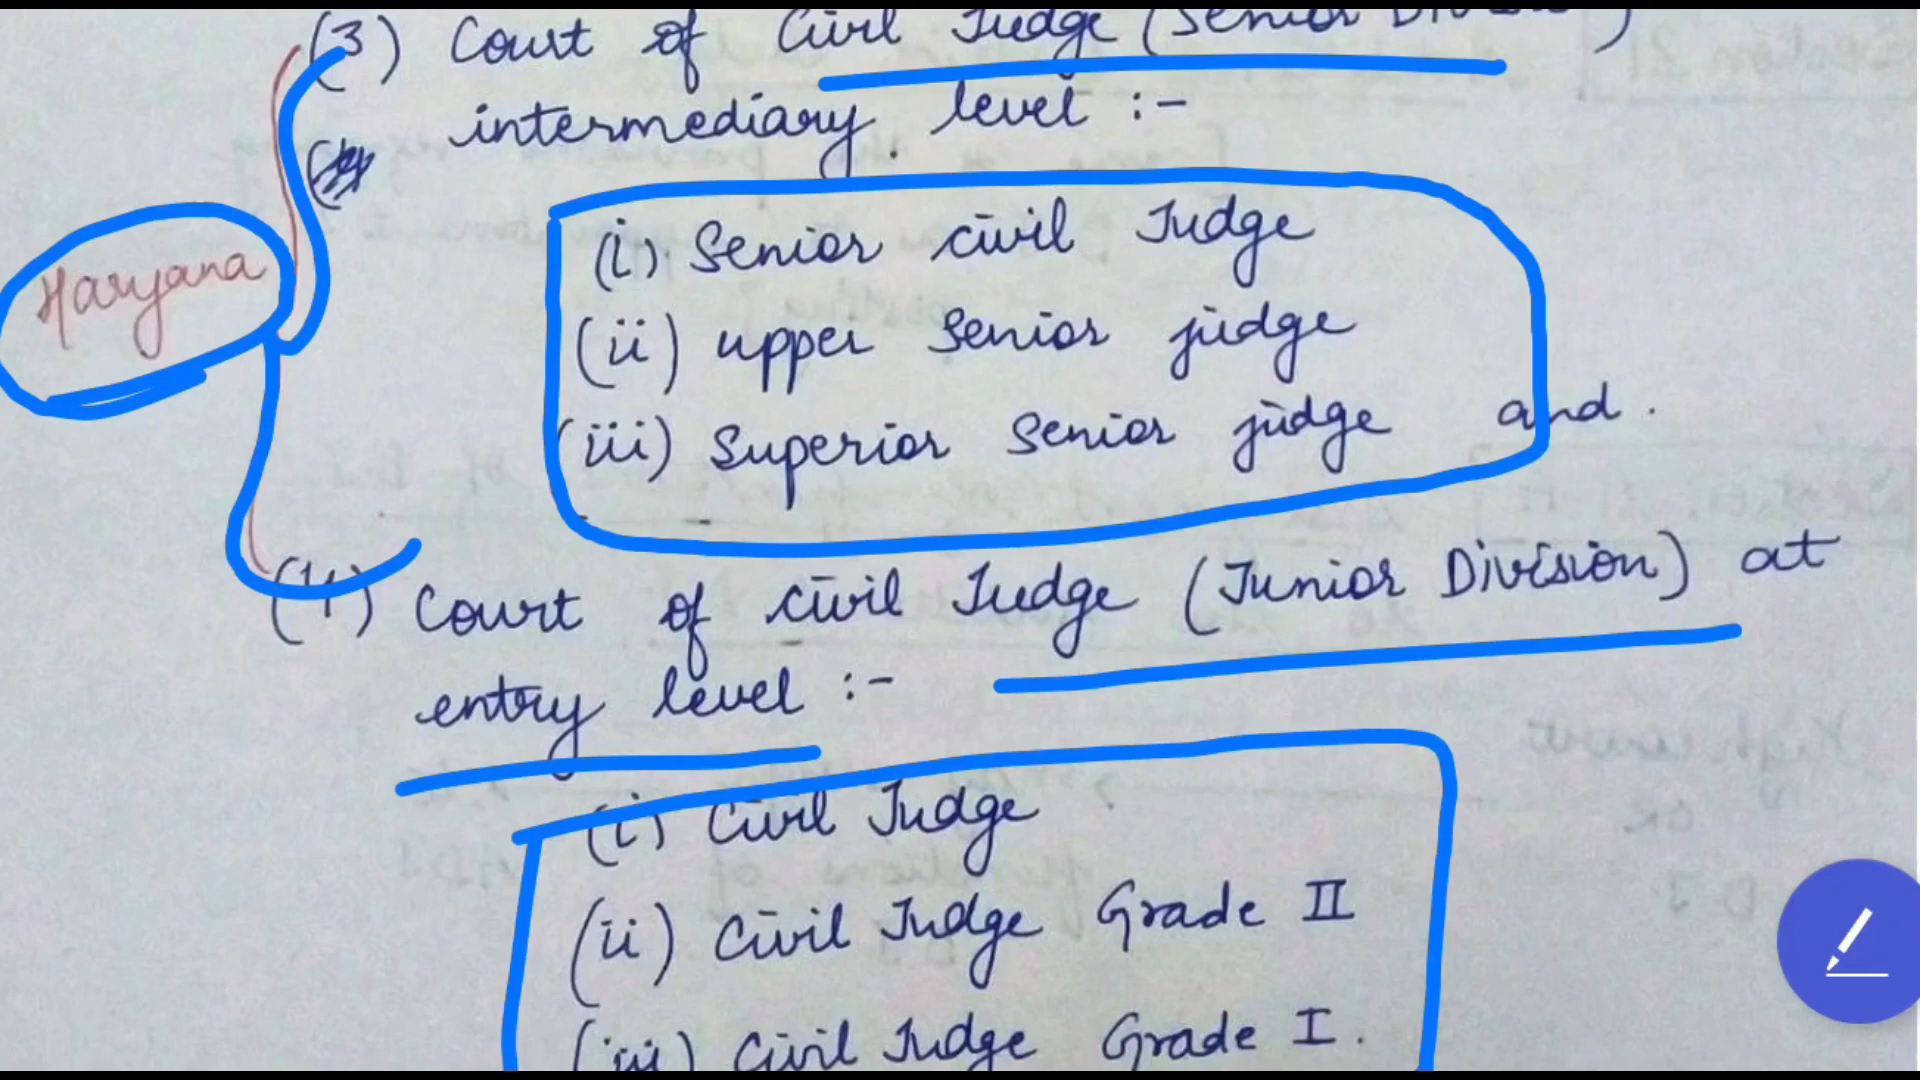 (3) Court of Civil Judge (Senior Division)
intermediary level :-
Haryana
(i) Senior civil Judge
(ii) upper Senior judge
(iii) Superior Senior judge and.
(4) Court of civil Judge (Junior Division) at
entry level :-
(i) Civil Judge
(ii) Civil Judge Grade II
(iii) Civil Judge Grade I.